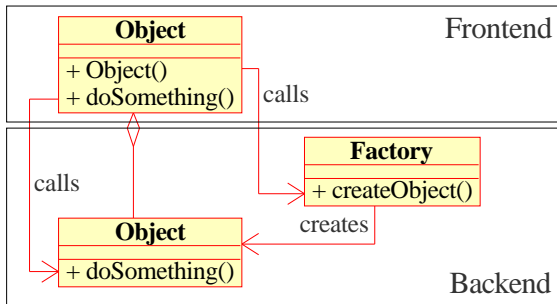 Object
Frontend
+ Object()
+ doSomething()
calls
Factory
+ createObject()
calls
creates
Object
+ doSomething()
Backend